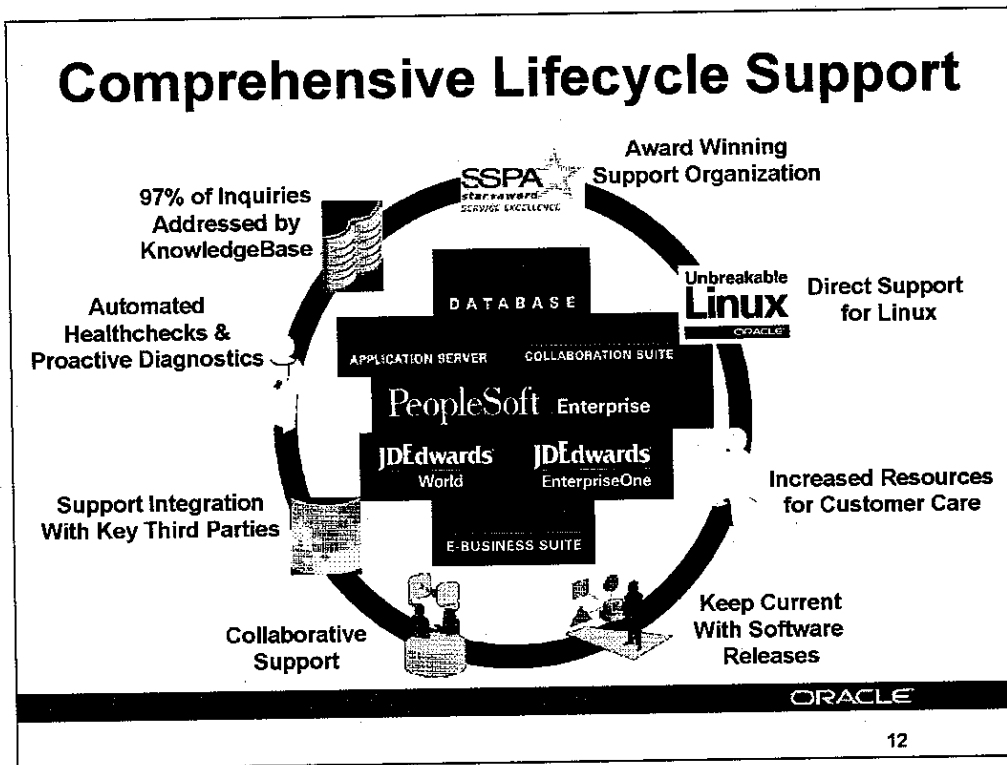 Comprehensive Lifecycle Support
SSPA
star award
SERVICE EXCELLENCE
Award Winning
Support Organization
Unbreakable
Linux
ORACLE
Direct Support
for Linux
Increased Resources
for Customer Care
Keep Current
With Software
Releases
Collaborative
Support
Support Integration
With Key Third Parties
Automated
Healthchecks &
Proactive Diagnostics
97% of Inquiries
Addressed by
KnowledgeBase
DATABASE
APPLICATION SERVER
COLLABORATION SUITE
PeopleSoft Enterprise
JDEdwards
World
JDEdwards
EnterpriseOne
E-BUSINESS SUITE
ORACLE
12